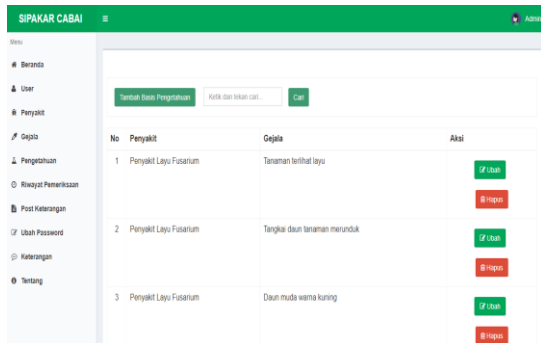 SIPAKAR CABAI
Admin
Menu
Beranda
User
Penyakit
Gejala
Pengetahuan
Riwayat Pemeriksaan
Post Keterangan
Ubah Password
Keterangan
Tentang
Tambah Basis Pengetahuan Ketik dan tekan cari... Cari
No Penyakit Gejala Aksi
1 Penyakit Layu Fusarium Tanaman terlihat layu
Ubah
Hapus
2 Penyakit Layu Fusarium Tangkai daun tanaman merunduk
Ubah
Hapus
3 Penyakit Layu Fusarium Daun muda warna kuning
Ubah
Hapus